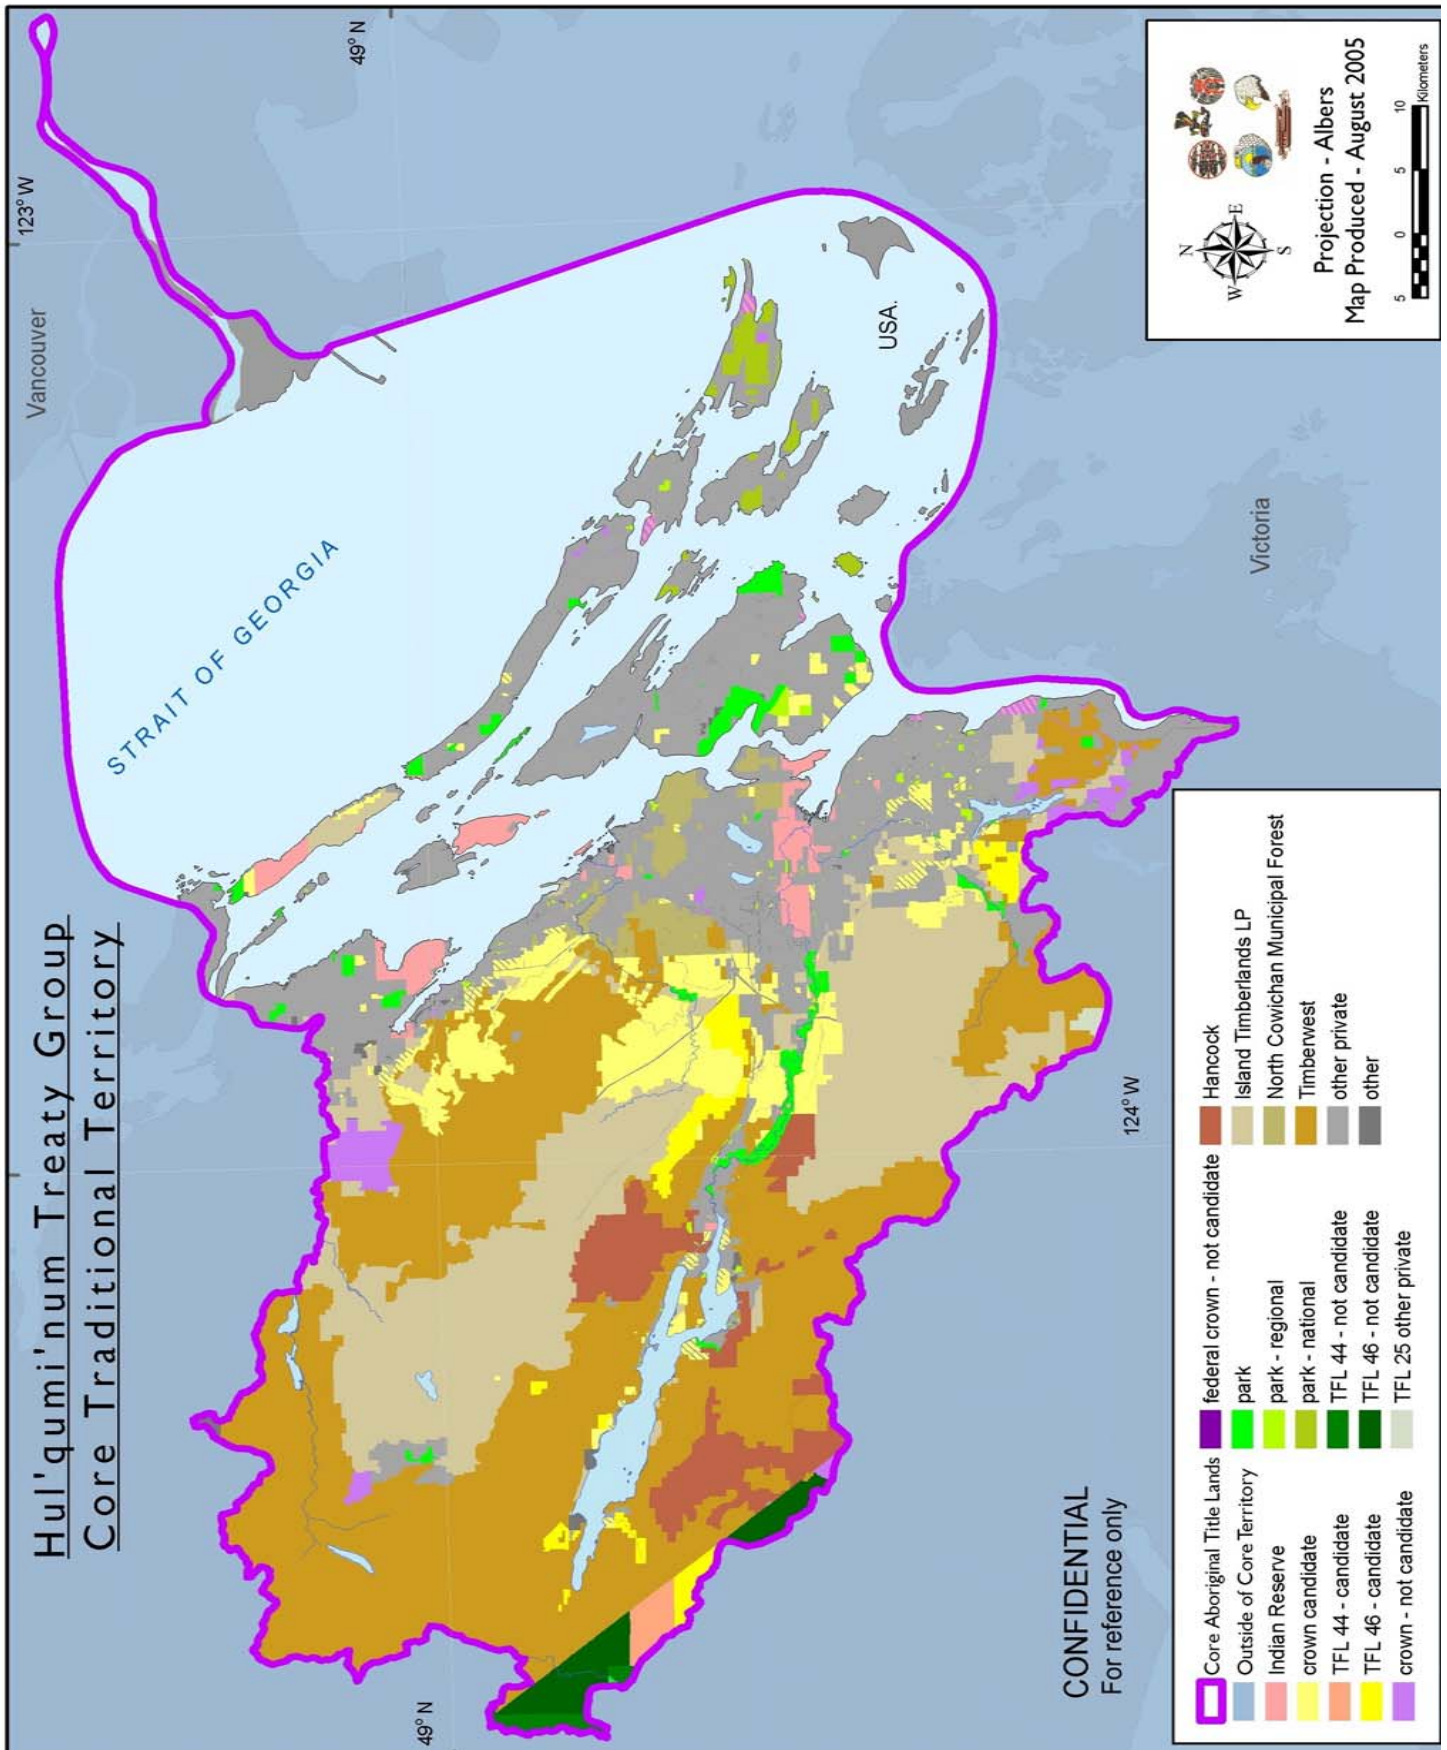 Hul'qumi'num Treaty Group
Core Traditional Territory
Vancouver
123° W
49° N
STRAIT OF GEORGIA
USA.
Victoria
124° W
49° N
CONFIDENTIAL
For reference only
N
W
E
S
Projection - Albers
Map Produced - August 2005
5
0
5
10
Kilometers
Core Aboriginal Title Lands
Outside of Core Territory
Indian Reserve
crown candidate
TFL 44 - candidate
TFL 46 - candidate
crown - not candidate
federal crown - not candidate
park
park - regional
park - national
TFL 44 - not candidate
TFL 46 - not candidate
TFL 25 other private
Hancock
Island Timberlands LP
North Cowichan Muncipal Forest
Timberwest
other private
other